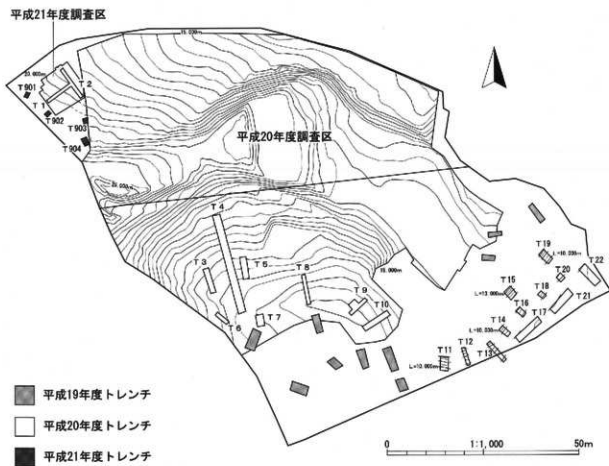 平成21年度調査区
T2
T901
T1
T902
T903
T904
平成20年度調査区
T4
T3
T5
T8
T6
T7
T9
T10
T19
T22
T20
T15
T18
T21
T16
T17
T14
T12
T13
T11
L=10.000m
平成19年度トレンチ
平成20年度トレンチ
平成21年度トレンチ
0
1:1,000
50m